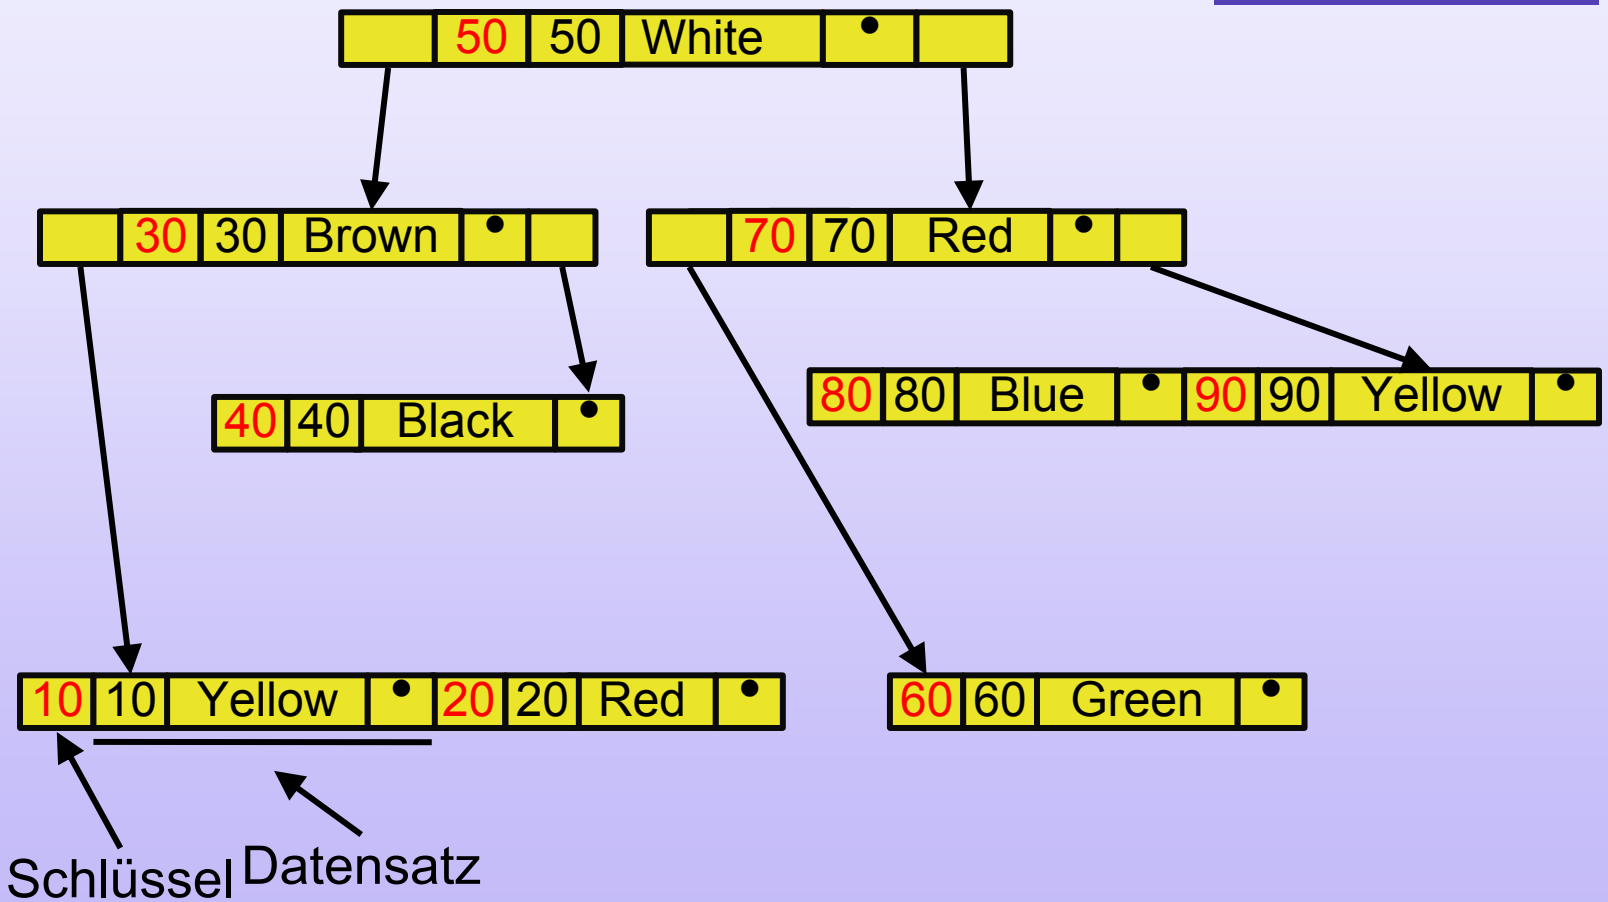 50 50 White •
30 30 Brown •
70 70 Red •
80 80 Blue • 90 90 Yellow •
40 40 Black •
10 10 Yellow • 20 20 Red •
60 60 Green •
Schlüssel
Datensatz